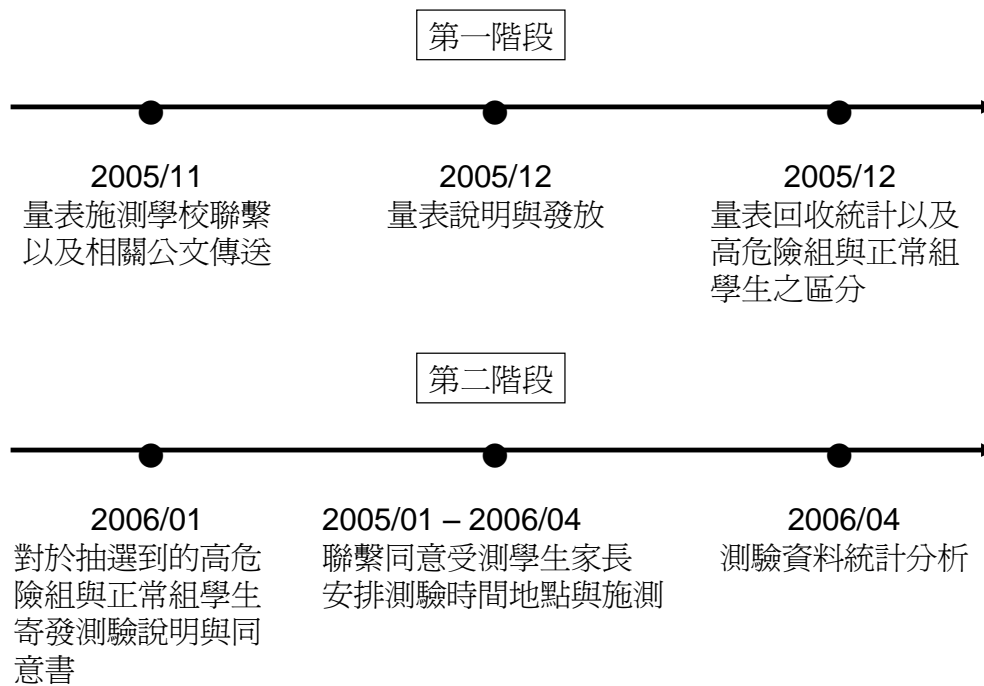 第一階段
2005/11
量表施測學校聯繫
以及相關公文傳送
2005/12
量表說明與發放
2005/12
量表回收統計以及
高危險組與正常組
學生之區分
第二階段
2006/01
對於抽選到的高危
險組與正常組學生
寄發測驗說明與同
意書
2005/01 – 2006/04
聯繫同意受測學生家長
安排測驗時間地點與施測
2006/04
測驗資料統計分析